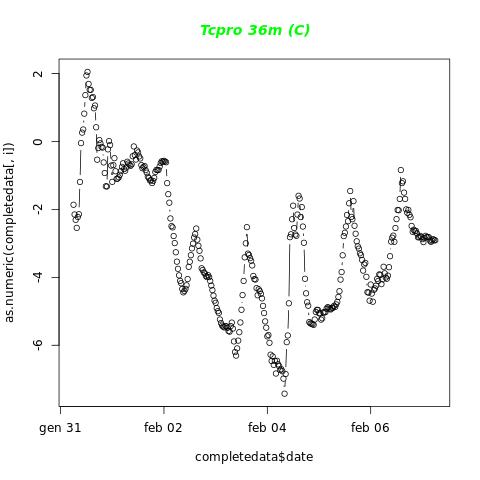 Tcpro 36m (C)
as.numeric(completedata[, i])
2
0
-2
-4
-6
gen 31
feb 02
feb 04
feb 06
completedata$date